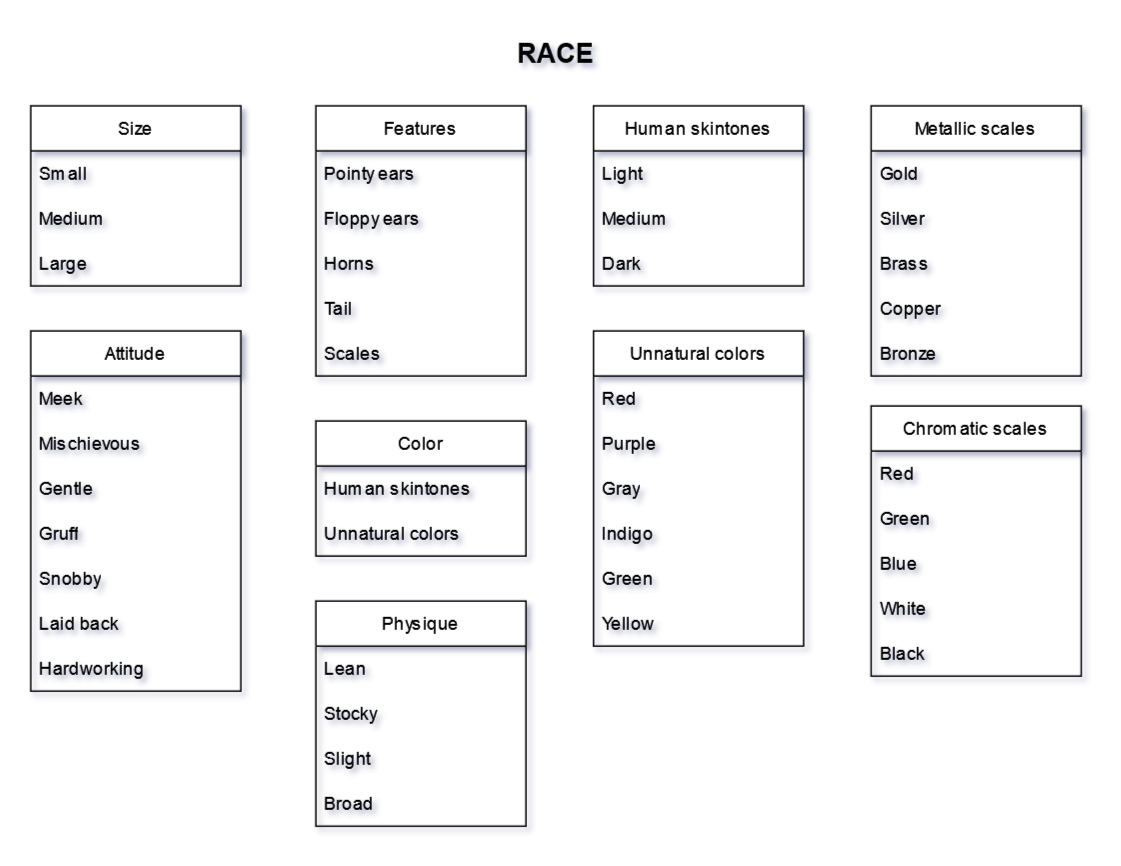 RACE
Size
Small
Medium
Large
Attitude
Meek
Mischievous
Gentle
Gruff
Snobby
Laid back
Hardworking
Features
Pointy ears
Floppy ears
Horns
Tail
Scales
Color
Human skintones
Unnatural colors
Physique
Lean
Stocky
Slight
Broad
Human skintones
Light
Medium
Dark
Unnatural colors
Red
Purple
Gray
Indigo
Green
Yellow
Metallic scales
Gold
Silver
Brass
Copper
Bronze
Chromatic scales
Red
Green
Blue
White
Black